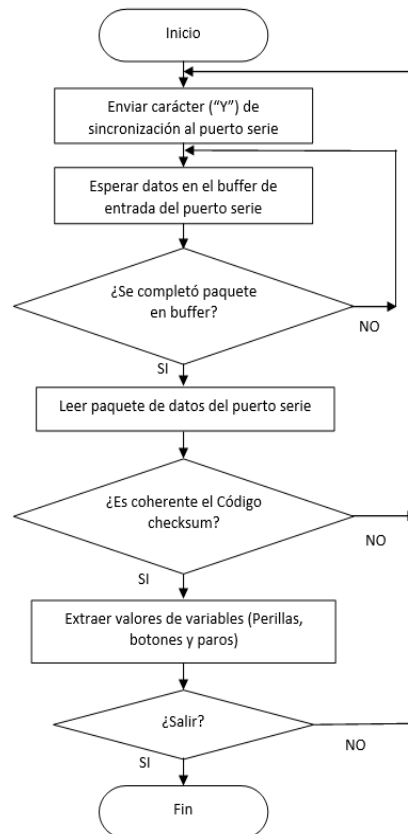 Inicio
Enviar carácter (“Y”) de
sincronización al puerto serie
Esperar datos en el buffer de
entrada del puerto serie
¿Se completó paquete
en buffer?
NO
SI
Leer paquete de datos del puerto serie
¿Es coherente el Código
checksum?
NO
SI
Extraer valores de variables (Perillas,
botones y paros)
¿Salir?
NO
SI
Fin